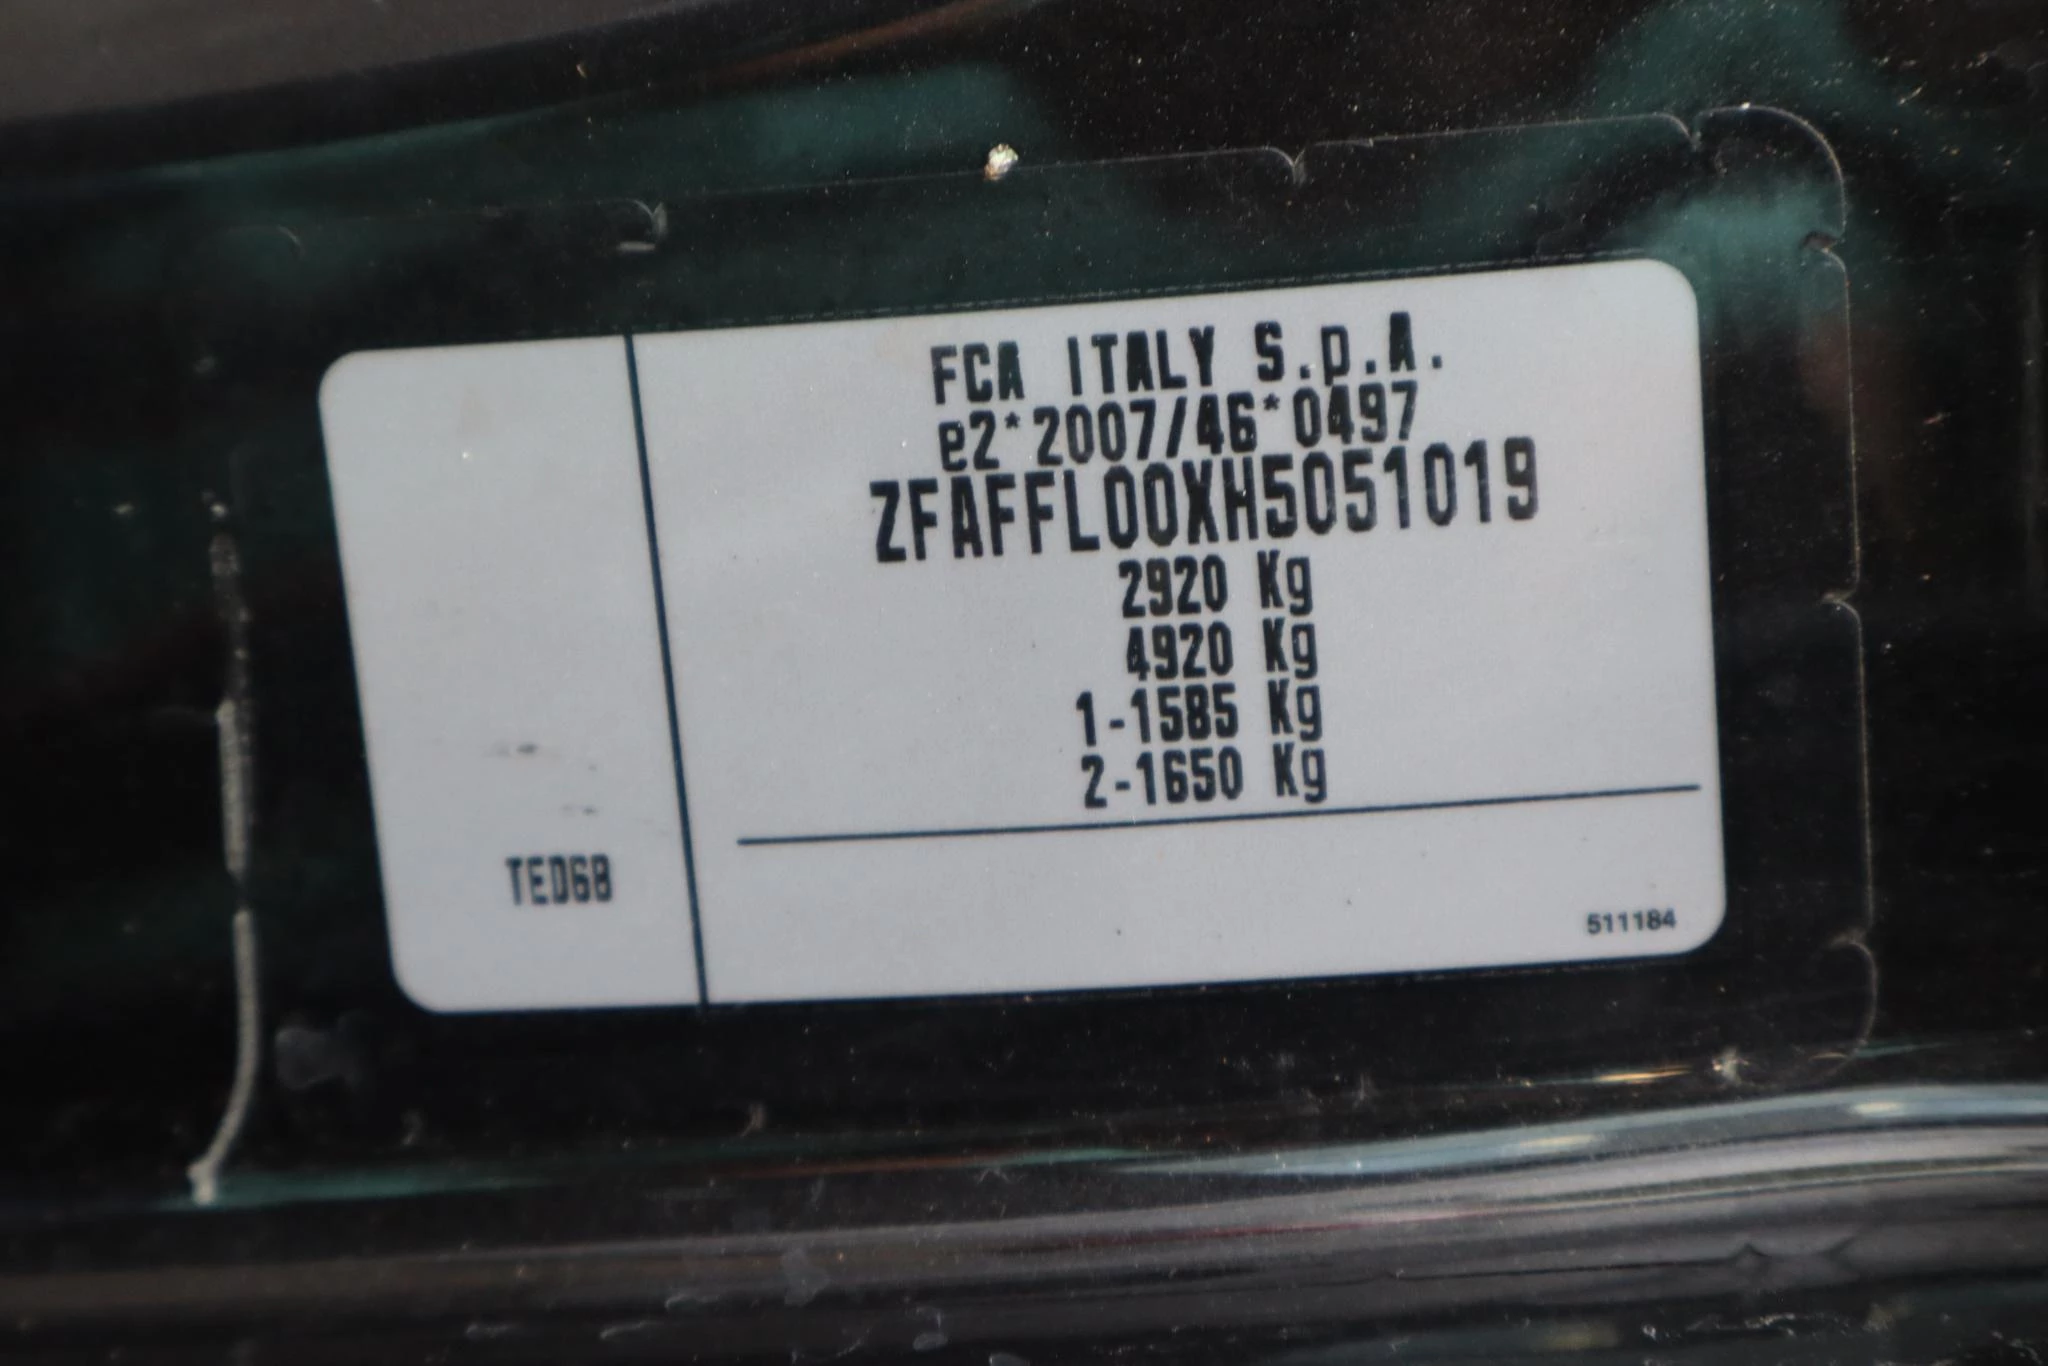 FCA ITALY S.p.A.
e2*2007/46*0497
ZFAFFL00XH5051019
2920 Kg
4920 Kg
1-1585 Kg
2-1650 Kg
TED6B
511184